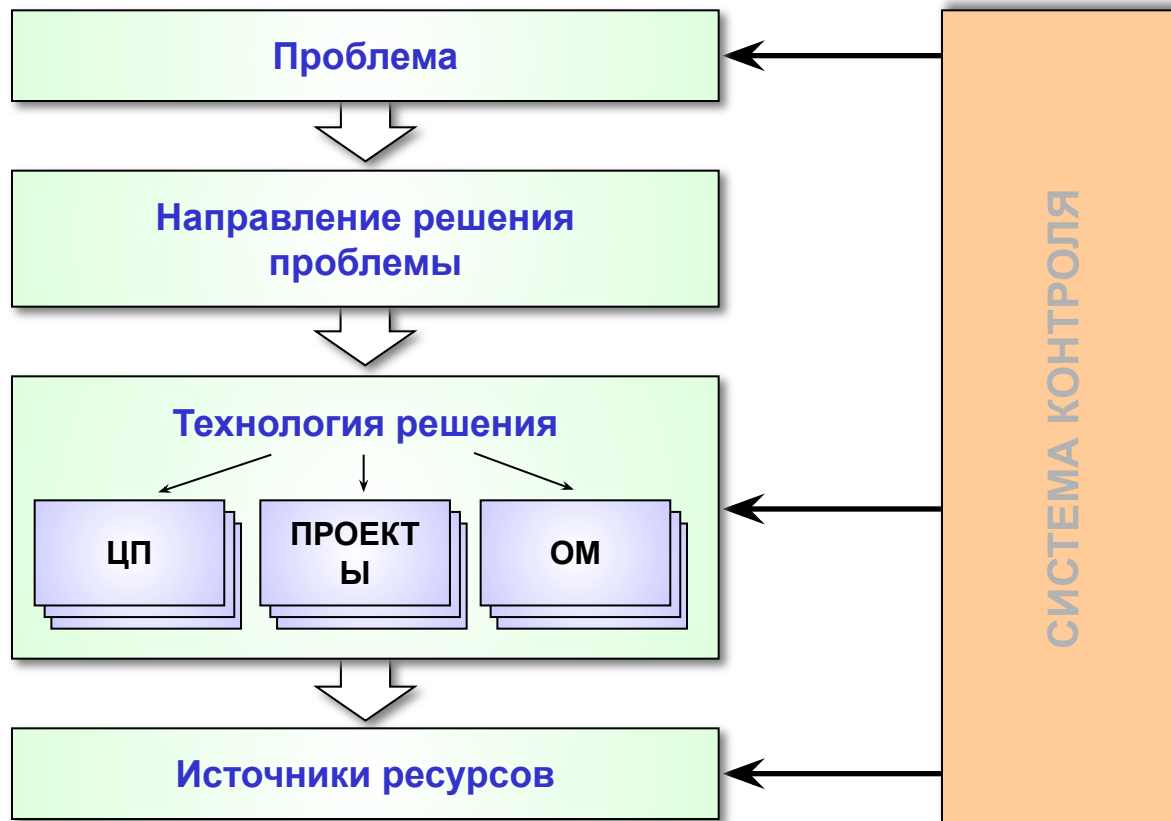 Проблема
Направление решения
проблемы
Технология решения
ЦП
ПРОЕКТ
Ы
ОМ
Источники ресурсов
СИСТЕМА КОНТРОЛЯ